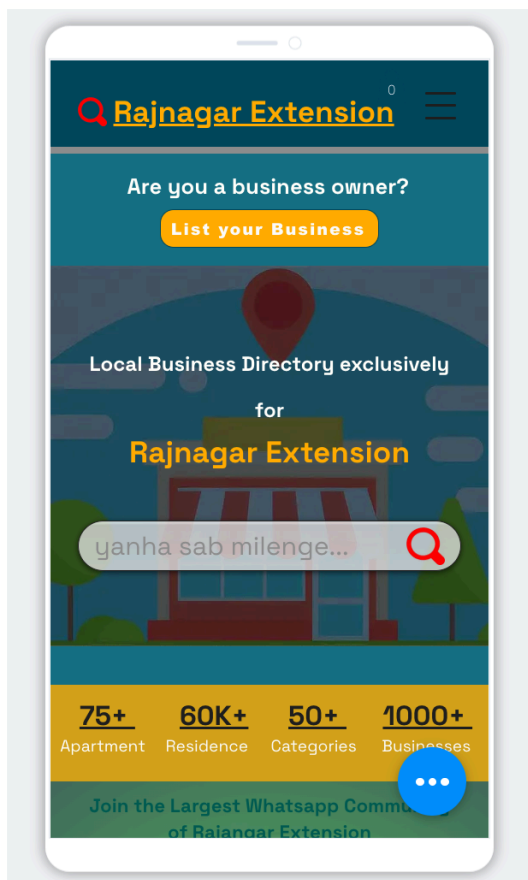 0
Rajnagar Extension
Are you a business owner?
List your Business
Local Business Directory exclusively
for
Rajnagar Extension
yanha sab milenge...
75+ 60K+ 50+ 1000+
Apartment Residence Categories Businesses
Join the Largest Whatsapp
of Rajangar Extension